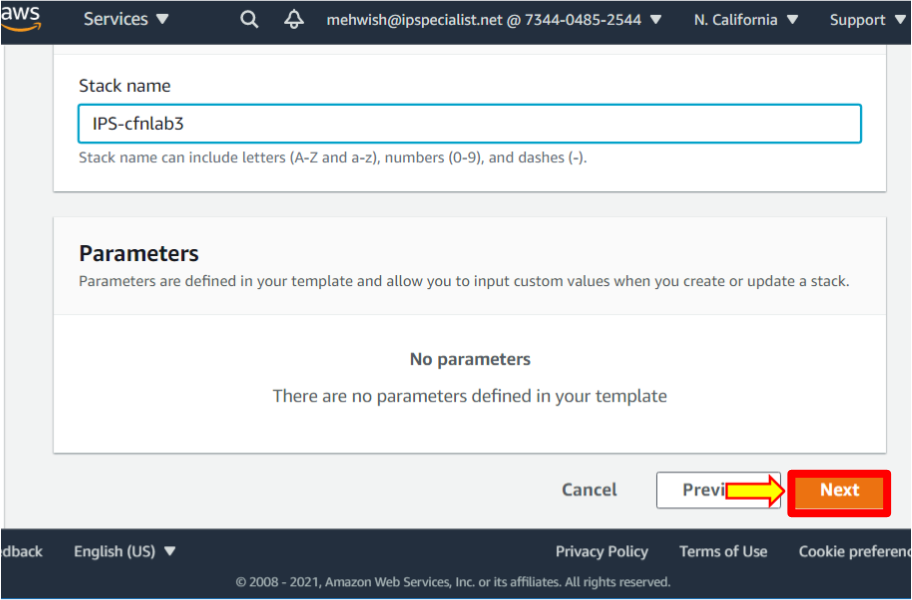 aws Services ▼ mehwish@ipspecialist.net @ 7344-0485-2544 ▼ N. California ▼ Support ▼
Stack name
IPS-cfnlab3
Stack name can include letters (A-Z and a-z), numbers (0-9), and dashes (-).
Parameters
Parameters are defined in your template and allow you to input custom values when you create or update a stack.
No parameters
There are no parameters defined in your template
Cancel Previ Next
edback English (US) ▼ Privacy Policy Terms of Use Cookie preferenc
© 2008 - 2021, Amazon Web Services, Inc. or its affiliates. All rights reserved.